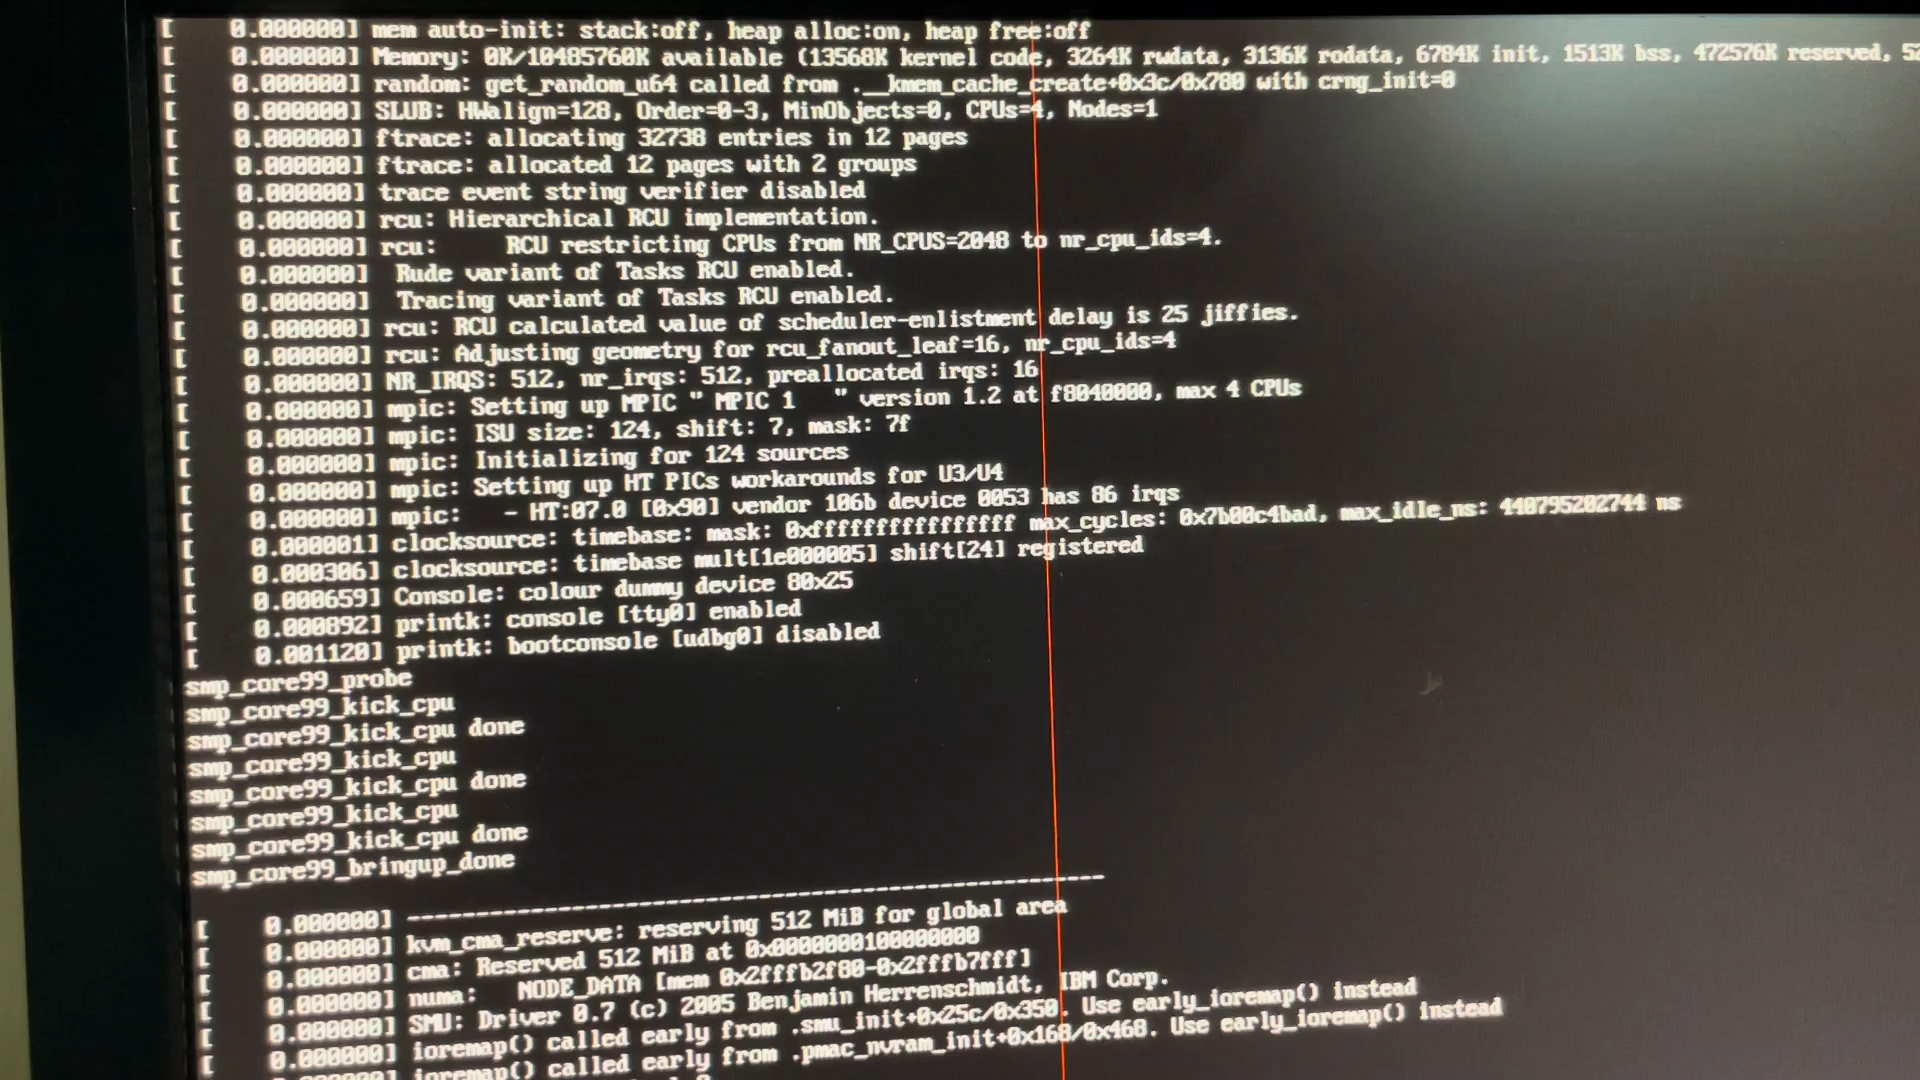 [    0.000000] mem auto-init: stack:off, heap alloc:on, heap free:off
[    0.000000] Memory: 0K/10485760K available (13568K kernel code, 3264K rwdata, 3136K rodata, 6784K init, 1513K bss, 472576K reserved,
[    0.000000] random: get_random_u64 called from .__kmem_cache_create+0x3c/0x780 with crng_init=0
[    0.000000] SLUB: HWalign=128, Order=0-3, MinObjects=0, CPUs=4, Nodes=1
[    0.000000] ftrace: allocating 32738 entries in 12 pages
[    0.000000] ftrace: allocated 12 pages with 2 groups
[    0.000000] trace event string verifier disabled
[    0.000000] rcu: Hierarchical RCU implementation.
[    0.000000] rcu:     RCU restricting CPUs from NR_CPUS=2048 to nr_cpu_ids=4.
[    0.000000]  Rude variant of Tasks RCU enabled.
[    0.000000]  Tracing variant of Tasks RCU enabled.
[    0.000000] rcu: RCU calculated value of scheduler-enlistment delay is 25 jiffies.
[    0.000000] rcu: Adjusting geometry for rcu_fanout_leaf=16, nr_cpu_ids=4
[    0.000000] NR_IRQS: 512, nr_irqs: 512, preallocated irqs: 16
[    0.000000] mpic: Setting up MPIC " MPIC 1   " version 1.2 at f8040000, max 4 CPUs
[    0.000000] mpic: ISU size: 124, shift: 7, mask: 7f
[    0.000000] mpic: Initializing for 124 sources
[    0.000000] mpic: Setting up HT PICs workarounds for U3/U4
[    0.000000] mpic:   - HT:07.0 [0x90] vendor 106b device 0053 has 86 irqs
[    0.000001] clocksource: timebase: mask: 0xffffffffffffffff max_cycles: 0x7b00c4bad, max_idle_ns: 440795202744 ns
[    0.000306] clocksource: timebase mult[1e000005] shift[24] registered
[    0.000659] Console: colour dummy device 80x25
[    0.000892] printk: console [tty0] enabled
[    0.001120] printk: bootconsole [udbg0] disabled
smp_core99_probe
smp_core99_kick_cpu
smp_core99_kick_cpu done
smp_core99_kick_cpu
smp_core99_kick_cpu done
smp_core99_kick_cpu
smp_core99_kick_cpu done
smp_core99_bringup_done
[    0.000000] -----------------------------------------------------
[    0.000000] kvm_cma_reserve: reserving 512 MiB for global area
[    0.000000] cma: Reserved 512 MiB at 0x0000000100000000
[    0.000000] numa:   NODE_DATA [mem 0x2fffb2f80-0x2fffb7fff]
[    0.000000] SMU: Driver 0.7 (c) 2005 Benjamin Herrenschmidt, IBM Corp.
[    0.000000] ioremap() called early from .smu_init+0x25c/0x350. Use early_ioremap() instead
ioremap() called early from .pmac_nvram_init+0x168/0x468. Use early_ioremap() instead